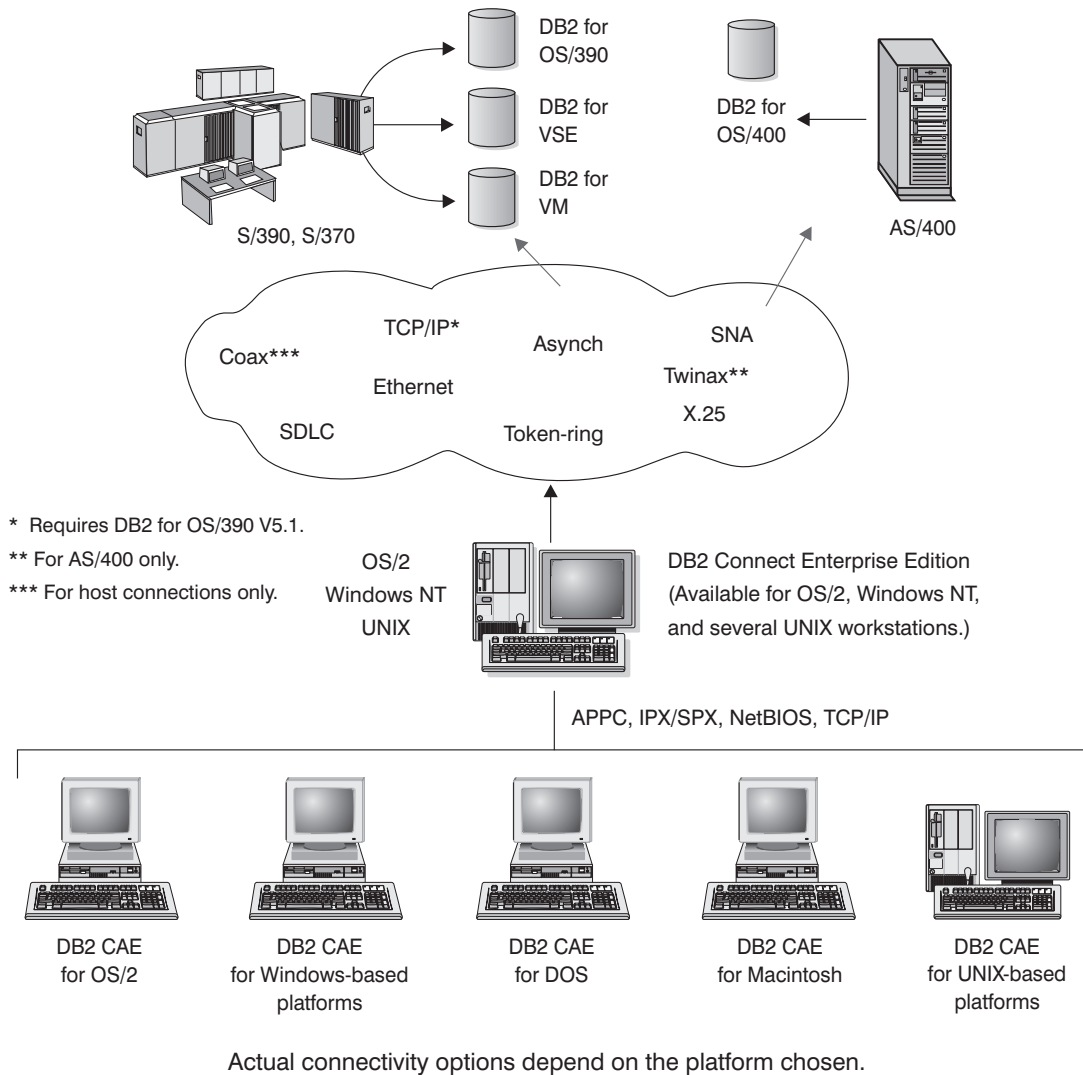 DB2 for
OS/390
DB2 for
VSE
DB2 for
VM
S/390, S/370
DB2 for
OS/400
AS/400
TCP/IP*
Asynch
SNA
Coax***
Ethernet
Twinax**
X.25
SDLC
Token-ring
* Requires DB2 for OS/390 V5.1.
** For AS/400 only.
*** For host connections only.
OS/2
Windows NT
UNIX
DB2 Connect Enterprise Edition
(Available for OS/2, Windows NT,
and several UNIX workstations.)
APPC, IPX/SPX, NetBIOS, TCP/IP
DB2 CAE
for OS/2
DB2 CAE
for Windows-based
platforms
DB2 CAE
for DOS
DB2 CAE
for Macintosh
DB2 CAE
for UNIX-based
platforms
Actual connectivity options depend on the platform chosen.